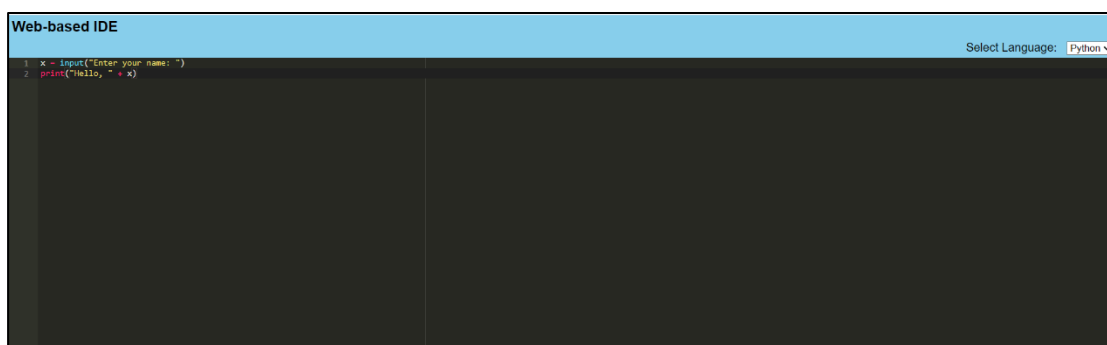 Web-based IDE
Select Language: Python
1 x = input("Enter your name: ")
2 print("Hello, " + x)